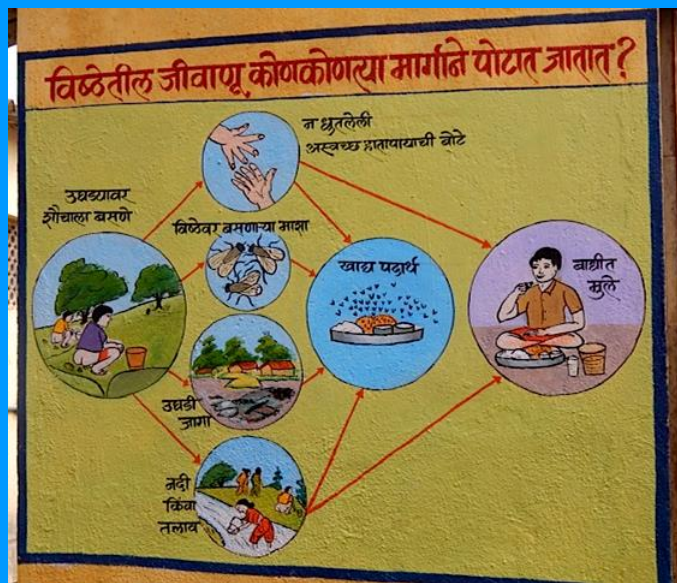 विष्ठेतील जीवाणू कोणकोणत्या मार्गाने पोटात जातात?
न धुतलेली
अस्वच्छ हातापायाची बोटे
उघड्यावर
शौचाला बसणे
विष्ठेवर बसणाऱ्या माशा
खाद्य पदार्थ
बाधीत
मुले
उघडी
जागा
नदी
किंवा
तलाव